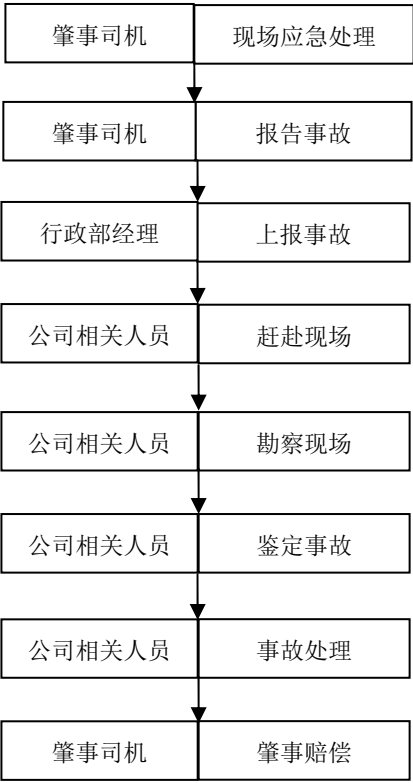 肇事司机 现场应急处理
肇事司机 报告事故
行政部经理 上报事故
公司相关人员 赶赴现场
公司相关人员 勘察现场
公司相关人员 鉴定事故
公司相关人员 事故处理
肇事司机 肇事赔偿